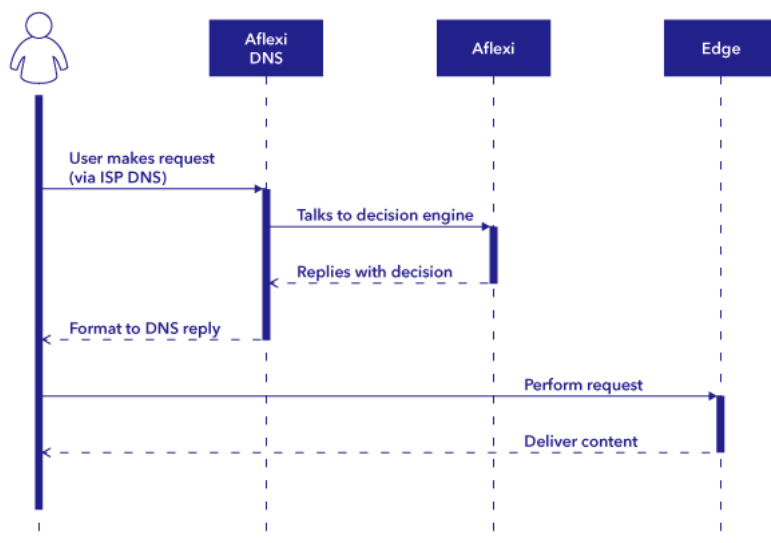 Aflexi
DNS
Aflexi
Edge
User makes request
(via ISP DNS)
Talks to decision engine
Replies with decision
Format to DNS reply
Perform request
Deliver content